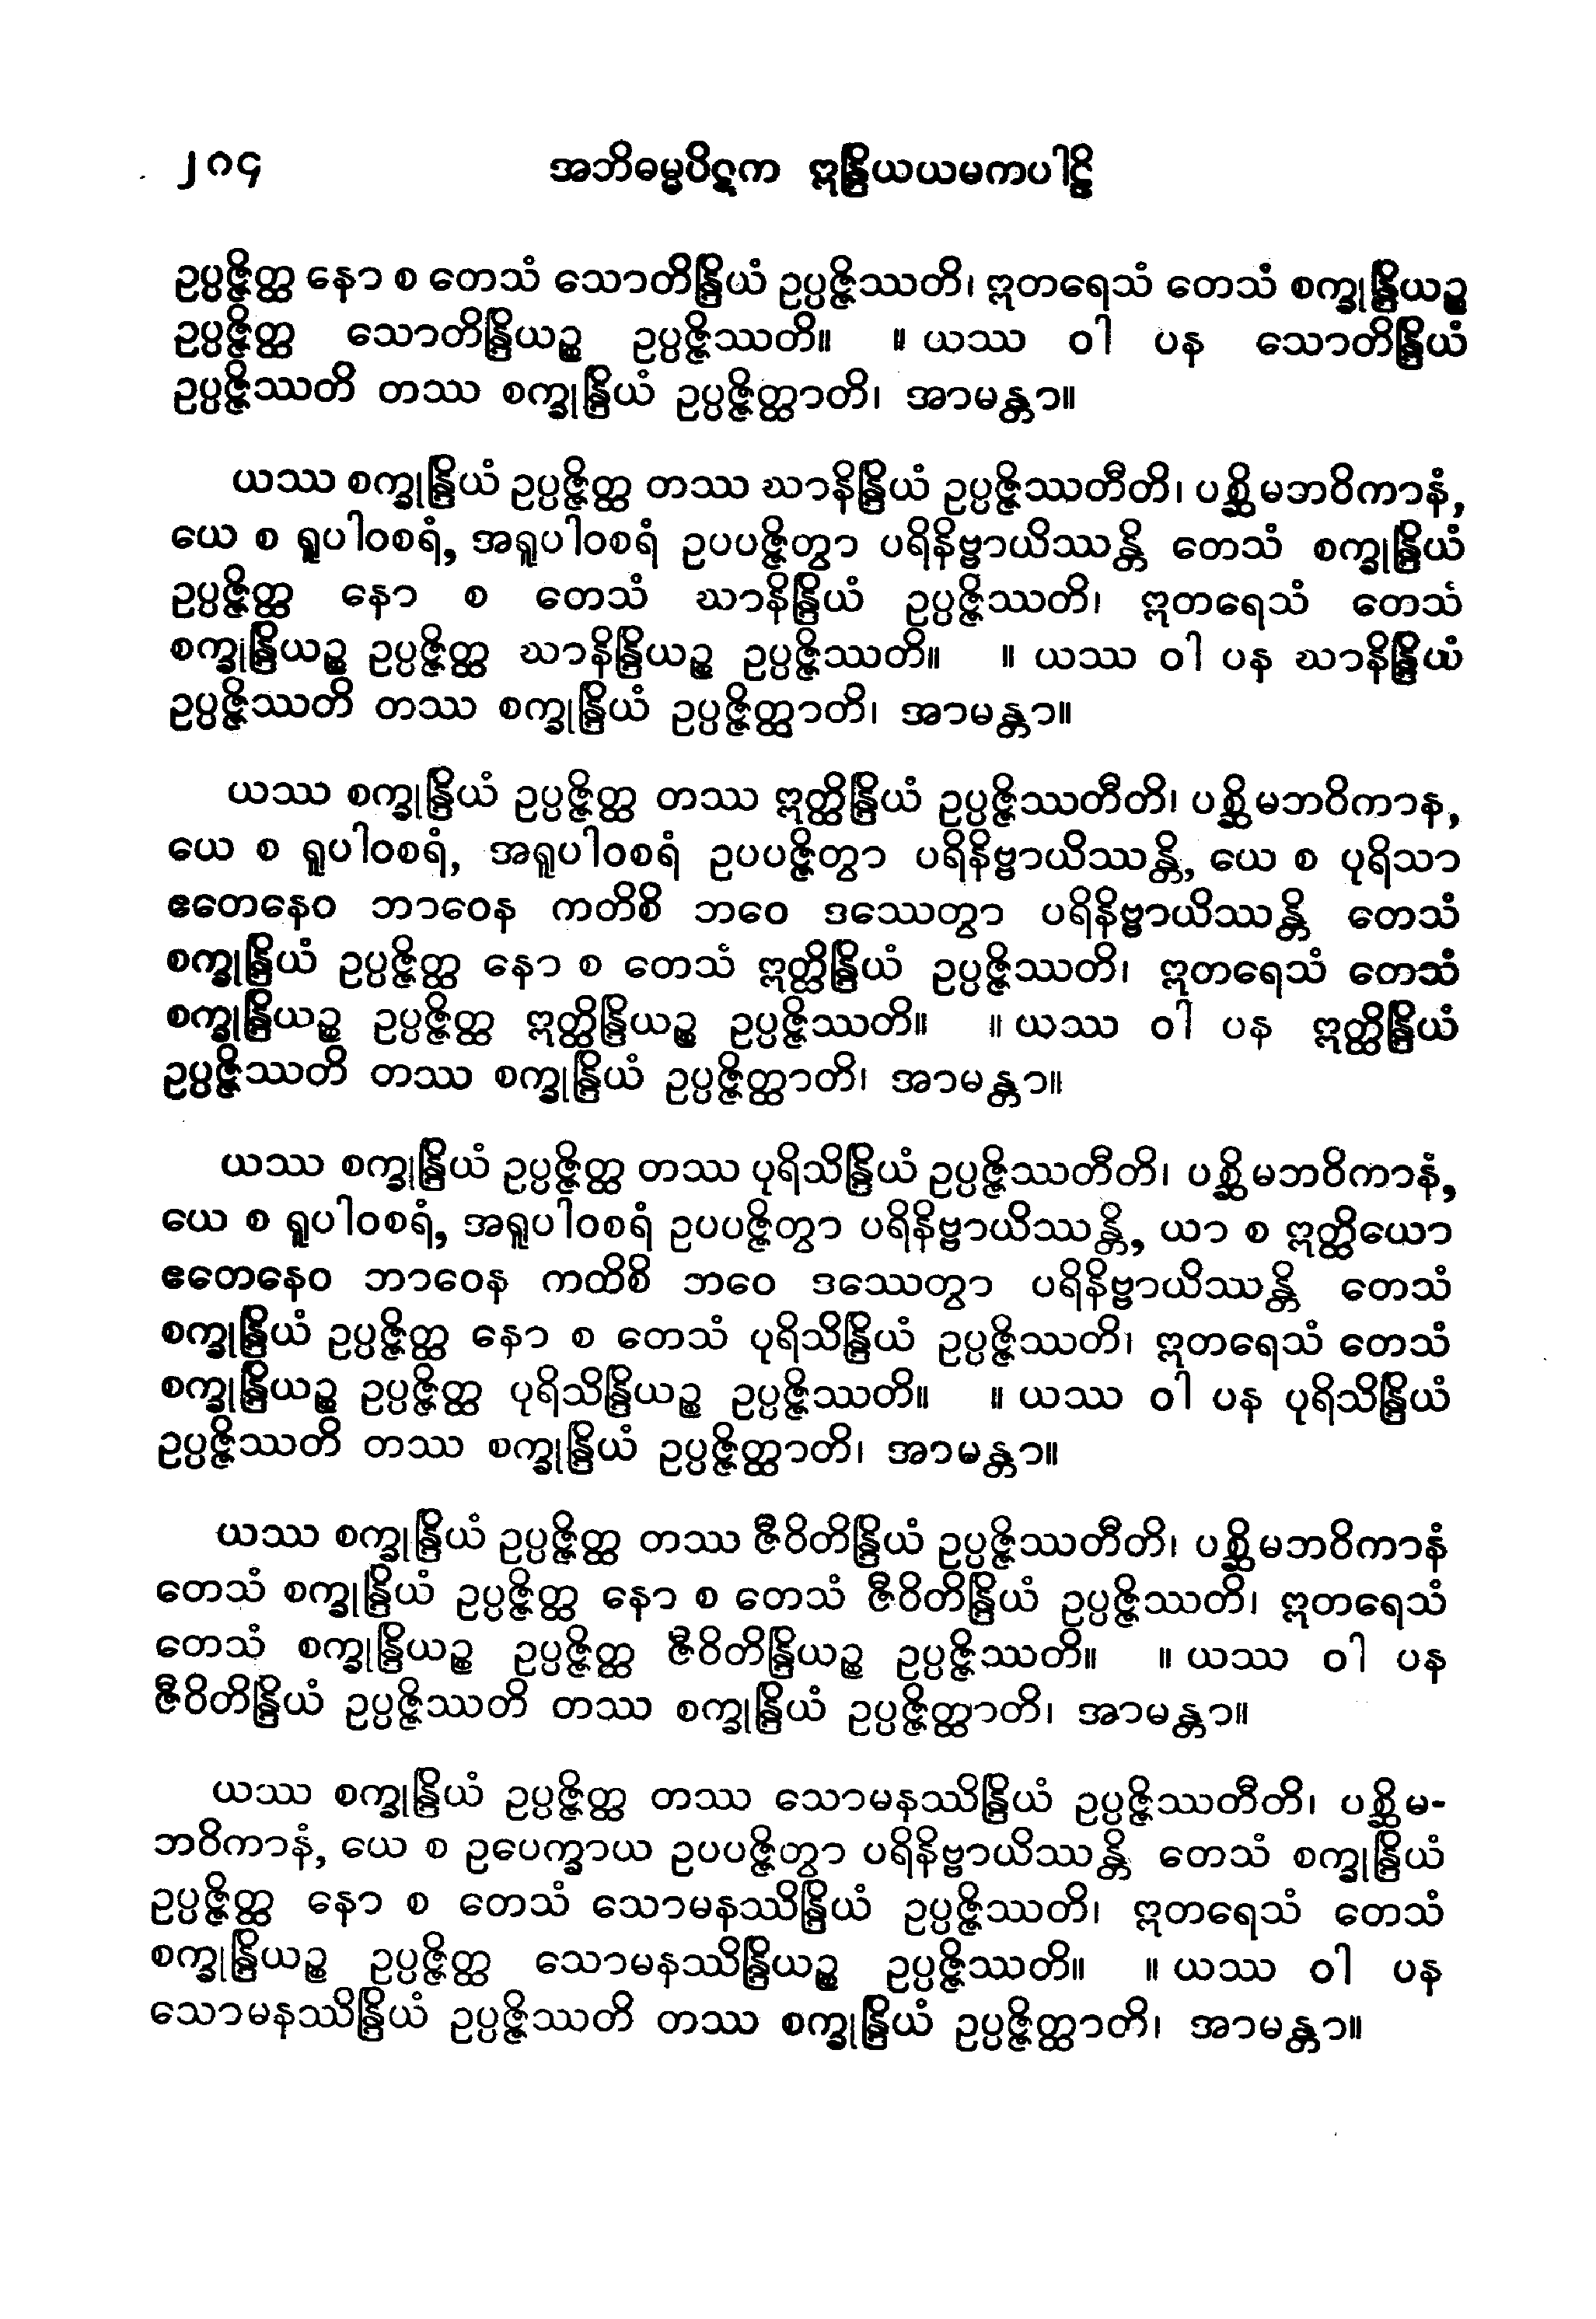 ၂၀၄ အဘိဓမ္မပိဋက ဣန္ဒြိယယမကပါဠိ
ဥပ္ပဇ္ဇိတ္ထ နော စ တေသံ သောတိန္ဒြိယံ ဥပ္ပဇ္ဇိဿတိ၊ ဣတရေသံ တေသံ စက္ခုန္ဒြိယဉ္စ
ဥပ္ပဇ္ဇိတ္ထ သောတိန္ဒြိယဉ္စ ဥပ္ပဇ္ဇိဿတိ။ ။ ယဿ ဝါ ပန သောတိန္ဒြိယံ
ဥပ္ပဇ္ဇိဿတိ တဿ စက္ခုန္ဒြိယံ ဥပ္ပဇ္ဇိတ္ထာတိ၊ အာမန္တာ။
ယဿ စက္ခုန္ဒြိယံ ဥပ္ပဇ္ဇိတ္ထ တဿ ဃာနိန္ဒြိယံ ဥပ္ပဇ္ဇိဿတီတိ၊ ပစ္ဆိမဘဝိကာနံ,
ယေ စ ရူပါဝစရံ, အရူပါဝစရံ ဥပပဇ္ဇိတွာ ပရိနိဗ္ဗာယိဿန္တိ တေသံ စက္ခုန္ဒြိယံ
ဥပ္ပဇ္ဇိတ္ထ နော စ တေသံ ဃာနိန္ဒြိယံ ဥပ္ပဇ္ဇိဿတိ၊ ဣတရေသံ တေသံ
စက္ခုန္ဒြိယဉ္စ ဥပ္ပဇ္ဇိတ္ထ ဃာနိန္ဒြိယဉ္စ ဥပ္ပဇ္ဇိဿတိ။ ။ ယဿ ဝါ ပန ဃာနိန္ဒြိယံ
ဥပ္ပဇ္ဇိဿတိ တဿ စက္ခုန္ဒြိယံ ဥပ္ပဇ္ဇိတ္ထာတိ၊ အာမန္တာ။
ယဿ စက္ခုန္ဒြိယံ ဥပ္ပဇ္ဇိတ္ထ တဿ ဣတ္ထိန္ဒြိယံ ဥပ္ပဇ္ဇိဿတီတိ၊ ပစ္ဆိမဘဝိကာန,
ယေ စ ရူပါဝစရံ, အရူပါဝစရံ ဥပပဇ္ဇိတွာ ပရိနိဗ္ဗာယိဿန္တိ, ယေ စ ပုရိသာ
ဧတေနေဝ ဘာဝေန ကတိစိ ဘဝေ ဒဿေတွာ ပရိနိဗ္ဗာယိဿန္တိ တေသံ
စက္ခုန္ဒြိယံ ဥပ္ပဇ္ဇိတ္ထ နော စ တေသံ ဣတ္ထိန္ဒြိယံ ဥပ္ပဇ္ဇိဿတိ၊ ဣတရေသံ တေသံ
စက္ခုန္ဒြိယဉ္စ ဥပ္ပဇ္ဇိတ္ထ ဣတ္ထိန္ဒြိယဉ္စ ဥပ္ပဇ္ဇိဿတိ။ ။ ယဿ ဝါ ပန ဣတ္ထိန္ဒြိယံ
ဥပ္ပဇ္ဇိဿတိ တဿ စက္ခုန္ဒြိယံ ဥပ္ပဇ္ဇိတ္ထာတိ၊ အာမန္တာ။
ယဿ စက္ခုန္ဒြိယံ ဥပ္ပဇ္ဇိတ္ထ တဿ ပုရိသိန္ဒြိယံ ဥပ္ပဇ္ဇိဿတီတိ၊ ပစ္ဆိမဘဝိကာနံ,
ယေ စ ရူပါဝစရံ, အရူပါဝစရံ ဥပပဇ္ဇိတွာ ပရိနိဗ္ဗာယိဿန္တိ, ယာ စ ဣတ္ထိယော
ဧတေနေဝ ဘာဝေန ကတိစိ ဘဝေ ဒဿေတွာ ပရိနိဗ္ဗာယိဿန္တိ တေသံ
စက္ခုန္ဒြိယံ ဥပ္ပဇ္ဇိတ္ထ နော စ တေသံ ပုရိသိန္ဒြိယံ ဥပ္ပဇ္ဇိဿတိ၊ ဣတရေသံ တေသံ
စက္ခုန္ဒြိယဉ္စ ဥပ္ပဇ္ဇိတ္ထ ပုရိသိန္ဒြိယဉ္စ ဥပ္ပဇ္ဇိဿတိ။ ။ ယဿ ဝါ ပန ပုရိသိန္ဒြိယံ
ဥပ္ပဇ္ဇိဿတိ တဿ စက္ခုန္ဒြိယံ ဥပ္ပဇ္ဇိတ္ထာတိ၊ အာမန္တာ။
ယဿ စက္ခုန္ဒြိယံ ဥပ္ပဇ္ဇိတ္ထ တဿ ဇီဝိတိန္ဒြိယံ ဥပ္ပဇ္ဇိဿတီတိ၊ ပစ္ဆိမဘဝိကာနံ
တေသံ စက္ခုန္ဒြိယံ ဥပ္ပဇ္ဇိတ္ထ နော စ တေသံ ဇီဝိတိန္ဒြိယံ ဥပ္ပဇ္ဇိဿတိ၊ ဣတရေသံ
တေသံ စက္ခုန္ဒြိယဉ္စ ဥပ္ပဇ္ဇိတ္ထ ဇီဝိတိန္ဒြိယဉ္စ ဥပ္ပဇ္ဇိဿတိ။ ။ ယဿ ဝါ ပန
ဇီဝိတိန္ဒြိယံ ဥပ္ပဇ္ဇိဿတိ တဿ စက္ခုန္ဒြိယံ ဥပ္ပဇ္ဇိတ္ထာတိ၊ အာမန္တာ။
ယဿ စက္ခုန္ဒြိယံ ဥပ္ပဇ္ဇိတ္ထ တဿ သောမနဿိန္ဒြိယံ ဥပ္ပဇ္ဇိဿတီတိ၊ ပစ္ဆိမ-
ဘဝိကာနံ, ယေ စ ဥပေက္ခာယ ဥပပဇ္ဇိတွာ ပရိနိဗ္ဗာယိဿန္တိ တေသံ စက္ခုန္ဒြိယံ
ဥပ္ပဇ္ဇိတ္ထ နော စ တေသံ သောမနဿိန္ဒြိယံ ဥပ္ပဇ္ဇိဿတိ၊ ဣတရေသံ တေသံ
စက္ခုန္ဒြိယဉ္စ ဥပ္ပဇ္ဇိတ္ထ သောမနဿိန္ဒြိယဉ္စ ဥပ္ပဇ္ဇိဿတိ။ ။ ယဿ ဝါ ပန
သောမနဿိန္ဒြိယံ ဥပ္ပဇ္ဇိဿတိ တဿ စက္ခုန္ဒြိယံ ဥပ္ပဇ္ဇိတ္ထာတိ၊ အာမန္တာ။